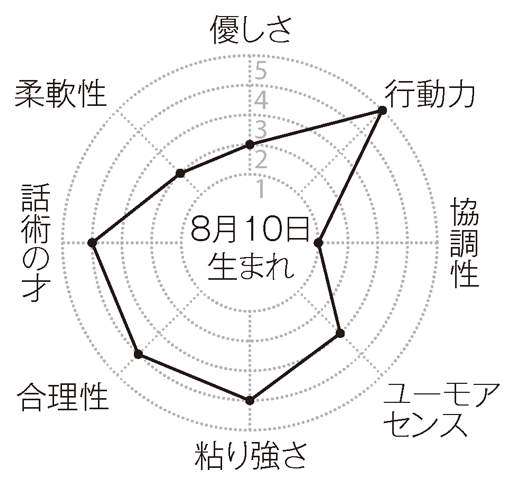 優しさ
行動力
協調性
ユーモア
センス
粘り強さ
合理性
話術の才
柔軟性
5
4
3
2
1
8月10日
生まれ